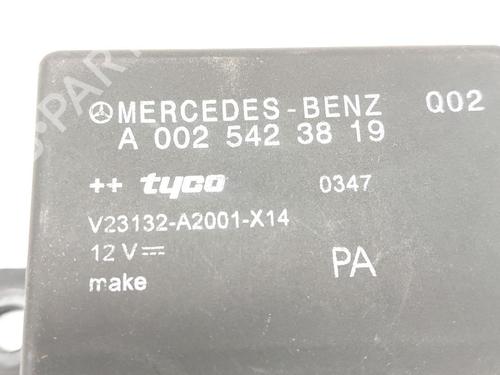 MERCEDES-BENZ Q02
A 002 542 38 19
++ tyco 0347
V23132-A2001-X14
12 V
PA
make